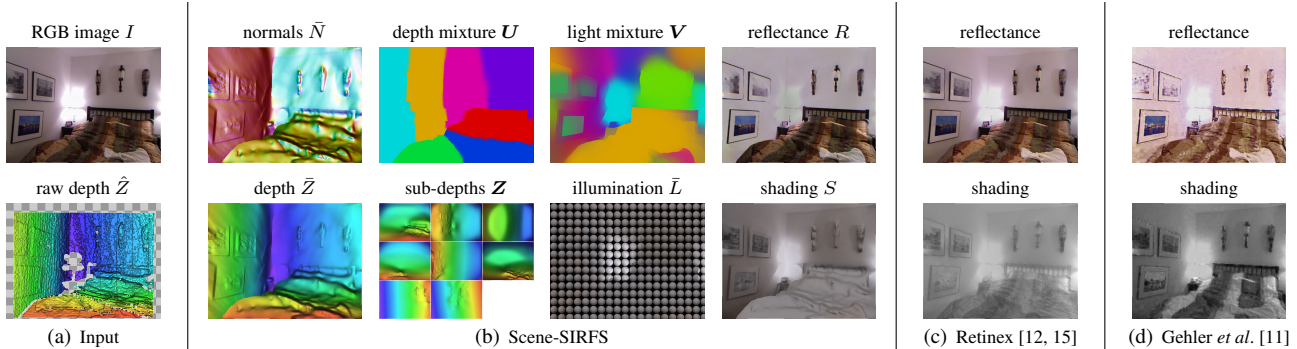 RGB image I
normals N̄
depth mixture U
light mixture V
reflectance R
reflectance
reflectance
raw depth Ẑ
depth Z̄
sub-depths Z
illumination L̄
shading S
shading
shading
(a) Input
(b) Scene-SIRFS
(c) Retinex [12, 15]
(d) Gehler et al. [11]